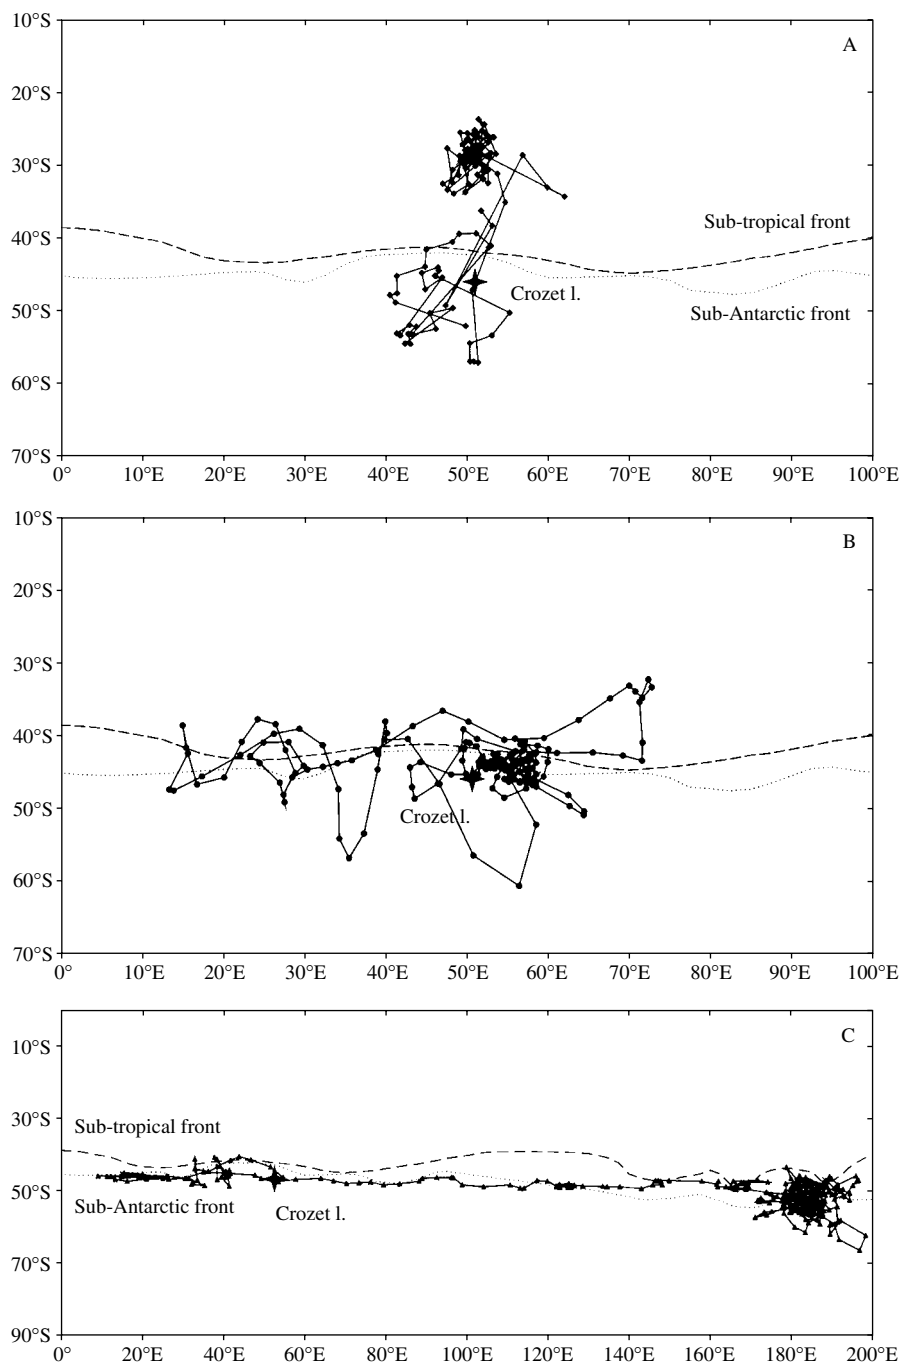 10°S
A
20°S
30°S
Sub-tropical front
40°S
Crozet l.
Sub-Antarctic front
50°S
60°S
70°S
0° 10°E 20°E 30°E 40°E 50°E 60°E 70°E 80°E 90°E 100°E
10°S
B
20°S
30°S
40°S
50°S
Crozet l.
60°S
70°S
0° 10°E 20°E 30°E 40°E 50°E 60°E 70°E 80°E 90°E 100°E
C
10°S
30°S
Sub-tropical front
50°S
Sub-Antarctic front
Crozet l.
70°S
90°S
0° 20°E 40°E 60°E 80°E 100°E 120°E 140°E 160°E 180°E 200°E